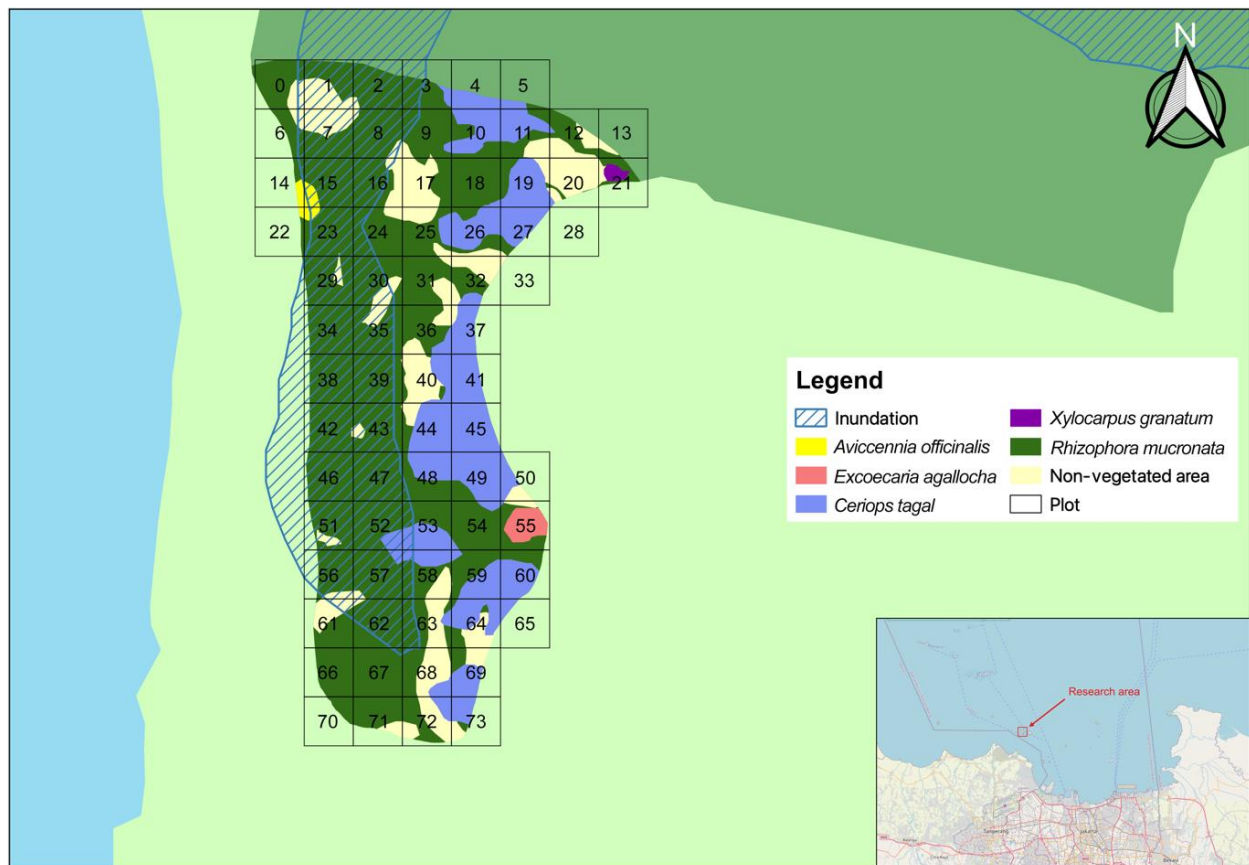 N
0 1 2 3 4 5
6 7 8 9 10 11 12 13
14 15 16 17 18 19 20 21
22 23 24 25 26 27 28
29 30 31 32 33
34 35 36 37
38 39 40 41
42 43 44 45
46 47 48 49 50
51 52 53 54 55
56 57 58 59 60
61 62 63 64 65
66 67 68 69
70 71 72 73
Legend
Inundation
Aviccennia officinalis
Excoecaria agallocha
Ceriops tagal
Xylocarpus granatum
Rhizophora mucronata
Non-vegetated area
Plot
Research area
Tangerang
Jakarta